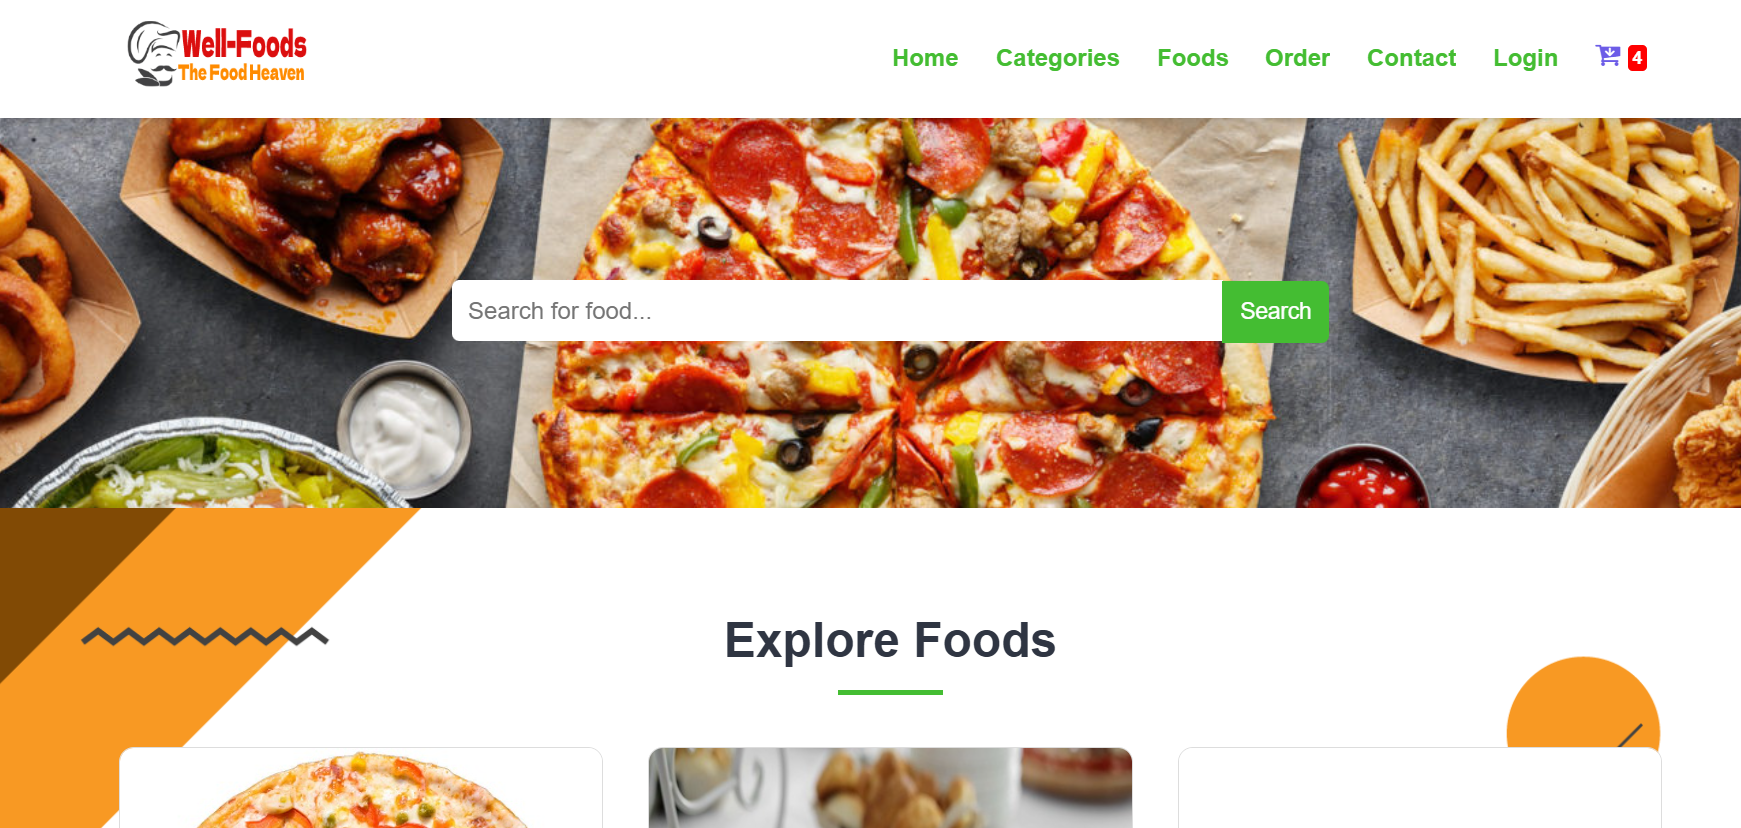 Well-Foods
The Food Heaven
Home Categories Foods Order Contact Login 4
Search for food... Search
Explore Foods